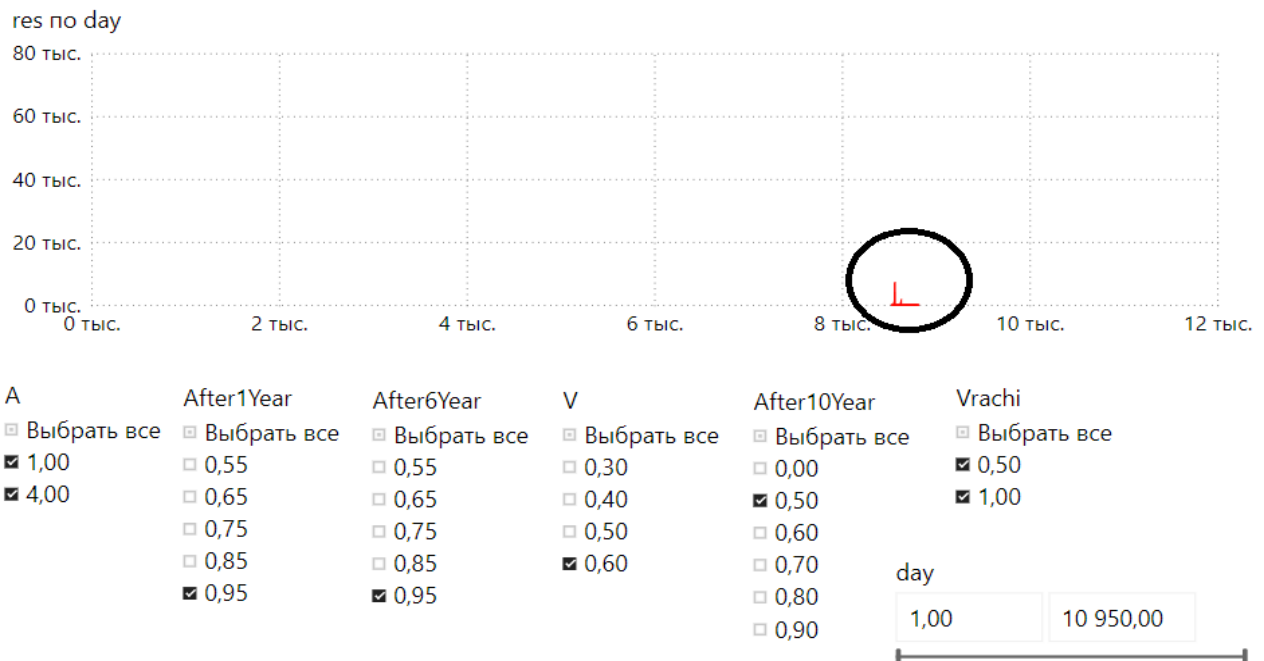 res по day
80 тыс.
60 тыс.
40 тыс.
20 тыс.
0 тыс.
0 тыс. 2 тыс. 4 тыс. 6 тыс. 8 тыс. 10 тыс. 12 тыс.
A
Выбрать все
1,00
4,00
After1Year
Выбрать все
0,55
0,65
0,75
0,85
0,95
After6Year
Выбрать все
0,55
0,65
0,75
0,85
0,95
V
Выбрать все
0,30
0,40
0,50
0,60
After10Year
Выбрать все
0,00
0,50
0,60
0,70
0,80
0,90
Vrachi
Выбрать все
0,50
1,00
day
1,00 10 950,00